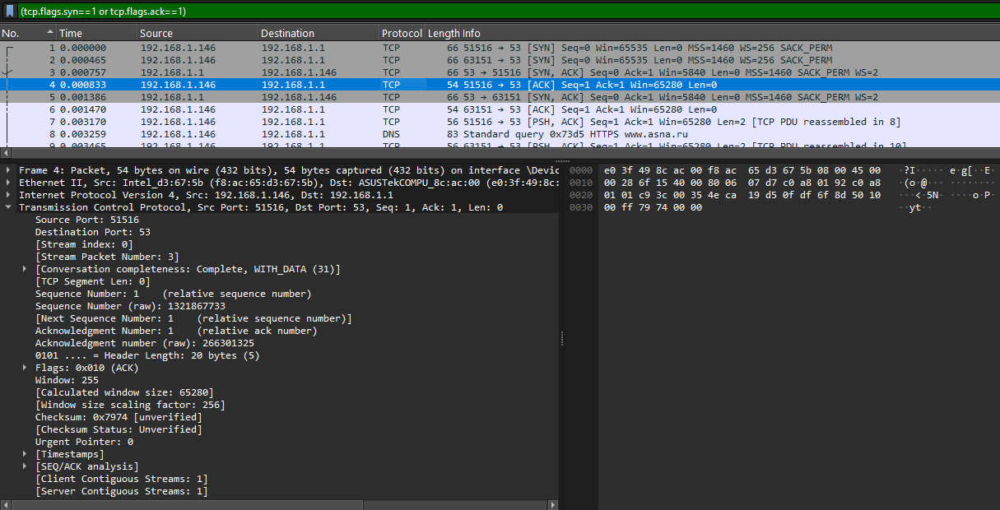 (tcp.flags.syn==1 or tcp.flags.ack==1)
No. Time Source Destination Protocol Length Info
1 0.000000 192.168.1.146 192.168.1.1 TCP 66 51516 → 53 [SYN] Seq=0 Win=65535 Len=0 MSS=1460 WS=256 SACK_PERM
2 0.000465 192.168.1.146 192.168.1.1 TCP 66 63151 → 53 [SYN] Seq=0 Win=65535 Len=0 MSS=1460 WS=256 SACK_PERM
3 0.000757 192.168.1.1 192.168.1.146 TCP 66 53 → 51516 [SYN, ACK] Seq=0 Ack=1 Win=5840 Len=0 MSS=1460 SACK_PERM WS=2
4 0.000833 192.168.1.146 192.168.1.1 TCP 54 51516 → 53 [ACK] Seq=1 Ack=1 Win=65280 Len=0
5 0.001386 192.168.1.1 192.168.1.146 TCP 66 53 → 63151 [SYN, ACK] Seq=0 Ack=1 Win=5840 Len=0 MSS=1460 SACK_PERM WS=2
6 0.001470 192.168.1.146 192.168.1.1 TCP 54 63151 → 53 [ACK] Seq=1 Ack=1 Win=65280 Len=0
7 0.003170 192.168.1.146 192.168.1.1 TCP 56 51516 → 53 [PSH, ACK] Seq=1 Ack=1 Win=65280 Len=2 [TCP PDU reassembled in 8]
8 0.003259 192.168.1.146 192.168.1.1 DNS 83 Standard query 0x73d5 HTTPS www.asna.ru
9 0.003465 192.168.1.146 192.168.1.1 TCP 56 63151 → 53 [PSH, ACK] Seq=1 Ack=1 Win=65280 Len=2 [TCP PDU reassembled in 10]
Frame 4: Packet, 54 bytes on wire (432 bits), 54 bytes captured (432 bits) on interface \Devic
Ethernet II, Src: Intel_d3:67:5b (f8:ac:65:d3:67:5b), Dst: ASUSTekCOMPU_8c:ac:00 (e0:3f:49:8c:
Internet Protocol Version 4, Src: 192.168.1.146, Dst: 192.168.1.1
Transmission Control Protocol, Src Port: 51516, Dst Port: 53, Seq: 1, Ack: 1, Len: 0
Source Port: 51516
Destination Port: 53
[Stream index: 0]
[Stream Packet Number: 3]
[Conversation completeness: Complete, WITH_DATA (31)]
[TCP Segment Len: 0]
Sequence Number: 1 (relative sequence number)
Sequence Number (raw): 1321867733
[Next Sequence Number: 1 (relative sequence number)]
Acknowledgment Number: 1 (relative ack number)
Acknowledgment number (raw): 266301325
0101 .... = Header Length: 20 bytes (5)
Flags: 0x010 (ACK)
Window: 255
[Calculated window size: 65280]
[Window size scaling factor: 256]
Checksum: 0x7974 [unverified]
[Checksum Status: Unverified]
Urgent Pointer: 0
[Timestamps]
[SEQ/ACK analysis]
[Client Contiguous Streams: 1]
[Server Contiguous Streams: 1]
0000 e0 3f 49 8c ac 00 f8 ac 65 d3 67 5b 08 00 45 00 ·?I····· e·g[··E·
0010 00 28 6f 15 40 00 80 06 07 d7 c0 a8 01 92 c0 a8 ·(o·@··· ········
0020 01 01 c9 3c 00 35 4e ca 19 d5 0f df 6f 8d 50 10 ···<·5N· ····o·P·
0030 00 ff 79 74 00 00 ··yt··